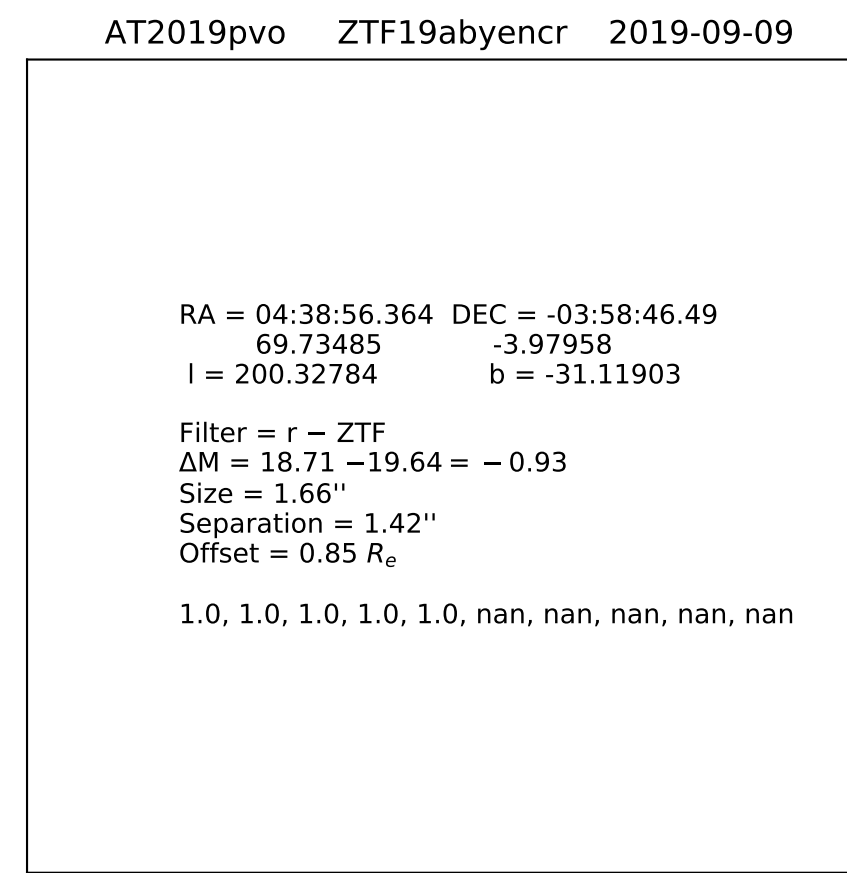 AT2019pvo ZTF19abyencr 2019-09-09
RA = 04:38:56.364 DEC = -03:58:46.49
69.73485 -3.97958
l = 200.32784 b = -31.11903
Filter = r − ZTF
ΔM = 18.71 −19.64 = −0.93
Size = 1.66''
Separation = 1.42''
Offset = 0.85 Re
1.0, 1.0, 1.0, 1.0, 1.0, nan, nan, nan, nan, nan